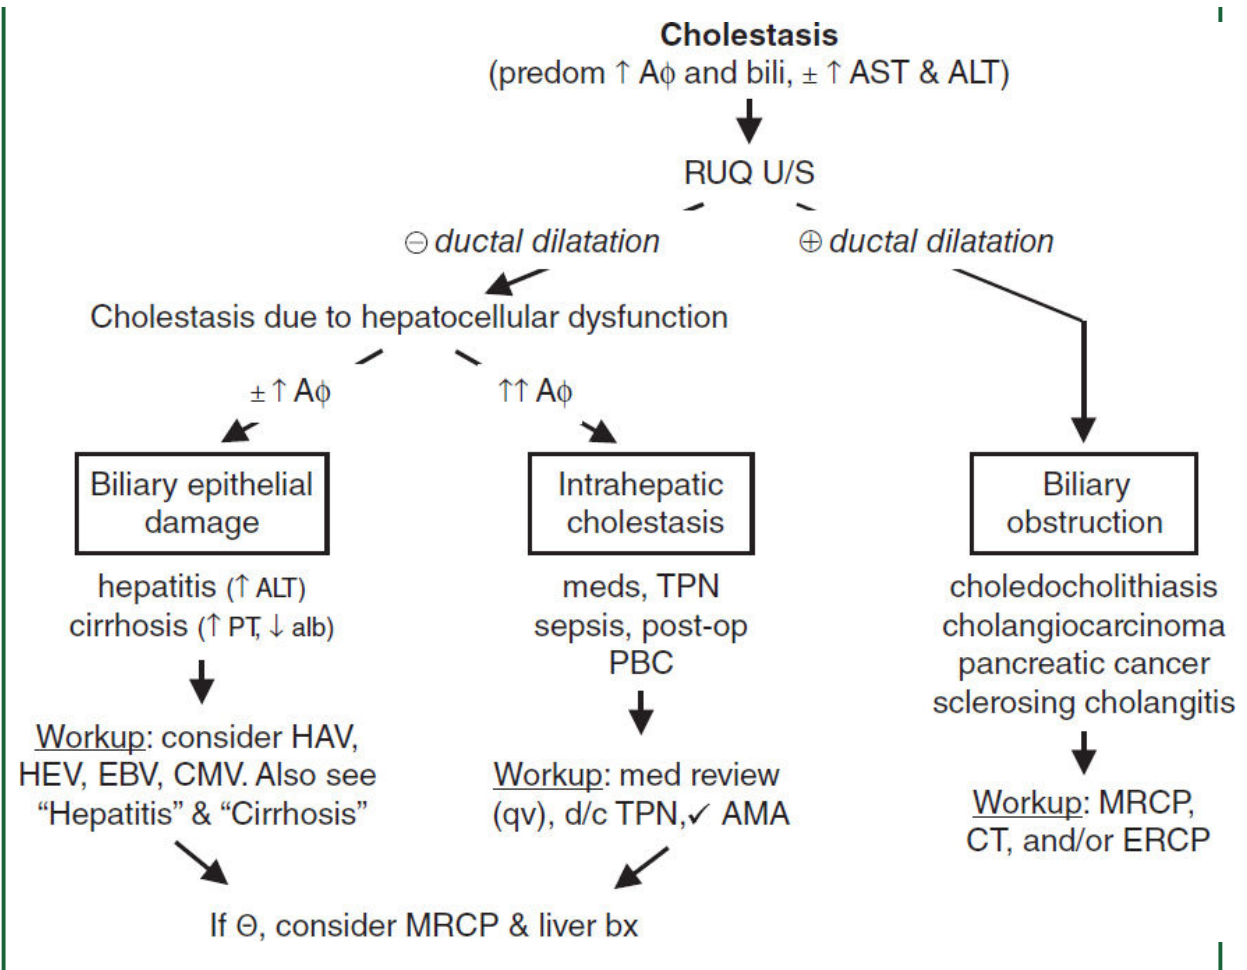 Cholestasis
(predom ↑ Aϕ and bili, ± ↑ AST & ALT)
RUQ U/S
⊖ ductal dilatation
⊕ ductal dilatation
Cholestasis due to hepatocellular dysfunction
± ↑ Aϕ
↑↑ Aϕ
Biliary epithelial
damage
hepatitis (↑ ALT)
cirrhosis (↑ PT, ↓ alb)
Workup: consider HAV,
HEV, EBV, CMV. Also see
“Hepatitis” & “Cirrhosis”
Intrahepatic
cholestasis
meds, TPN
sepsis, post-op
PBC
Workup: med review
(qv), d/c TPN, ✓ AMA
If Θ, consider MRCP & liver bx
Biliary
obstruction
choledocholithiasis
cholangiocarcinoma
pancreatic cancer
sclerosing cholangitis
Workup: MRCP,
CT, and/or ERCP